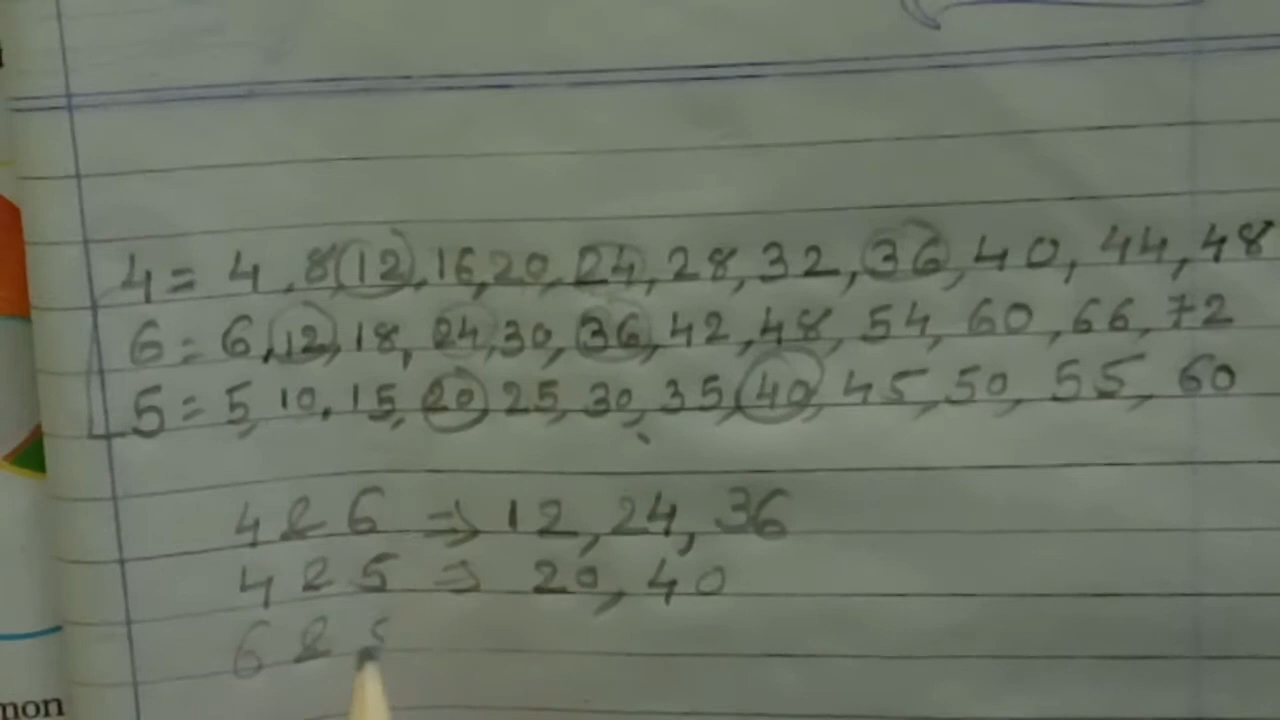 4 = 4, 8, 12, 16, 20, 24, 28, 32, 36, 40, 44, 48
6 = 6, 12, 18, 24, 30, 36, 42, 48, 54, 60, 66, 72
5 = 5, 10, 15, 20, 25, 30, 35, 40, 45, 50, 55, 60
4 & 6 ⇒ 12, 24, 36
4 & 5 ⇒ 20, 40
6 & 5
mon